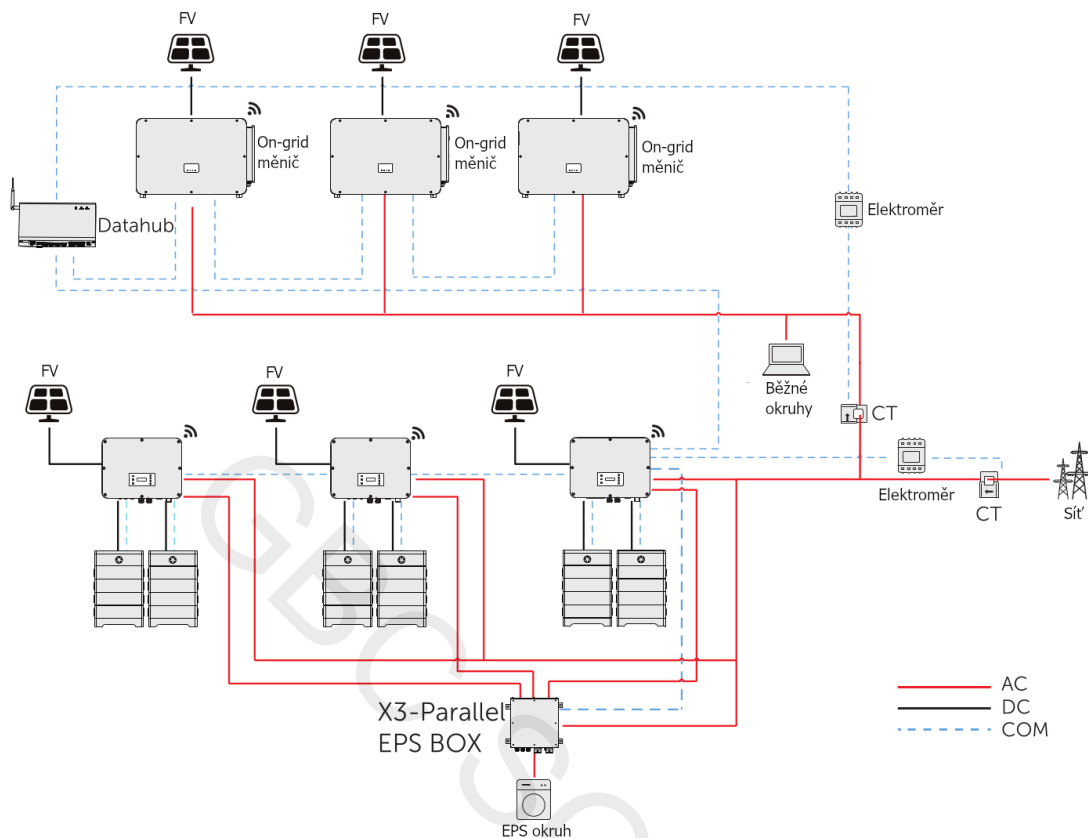 FV
FV
FV
On-grid
měnič
On-grid
měnič
On-grid
měnič
Datahub
Elektroměr
Běžné
okruhy
CT
FV
FV
FV
Elektroměr
CT
Síť
X3-Parallel
EPS BOX
EPS okruh
AC
DC
COM